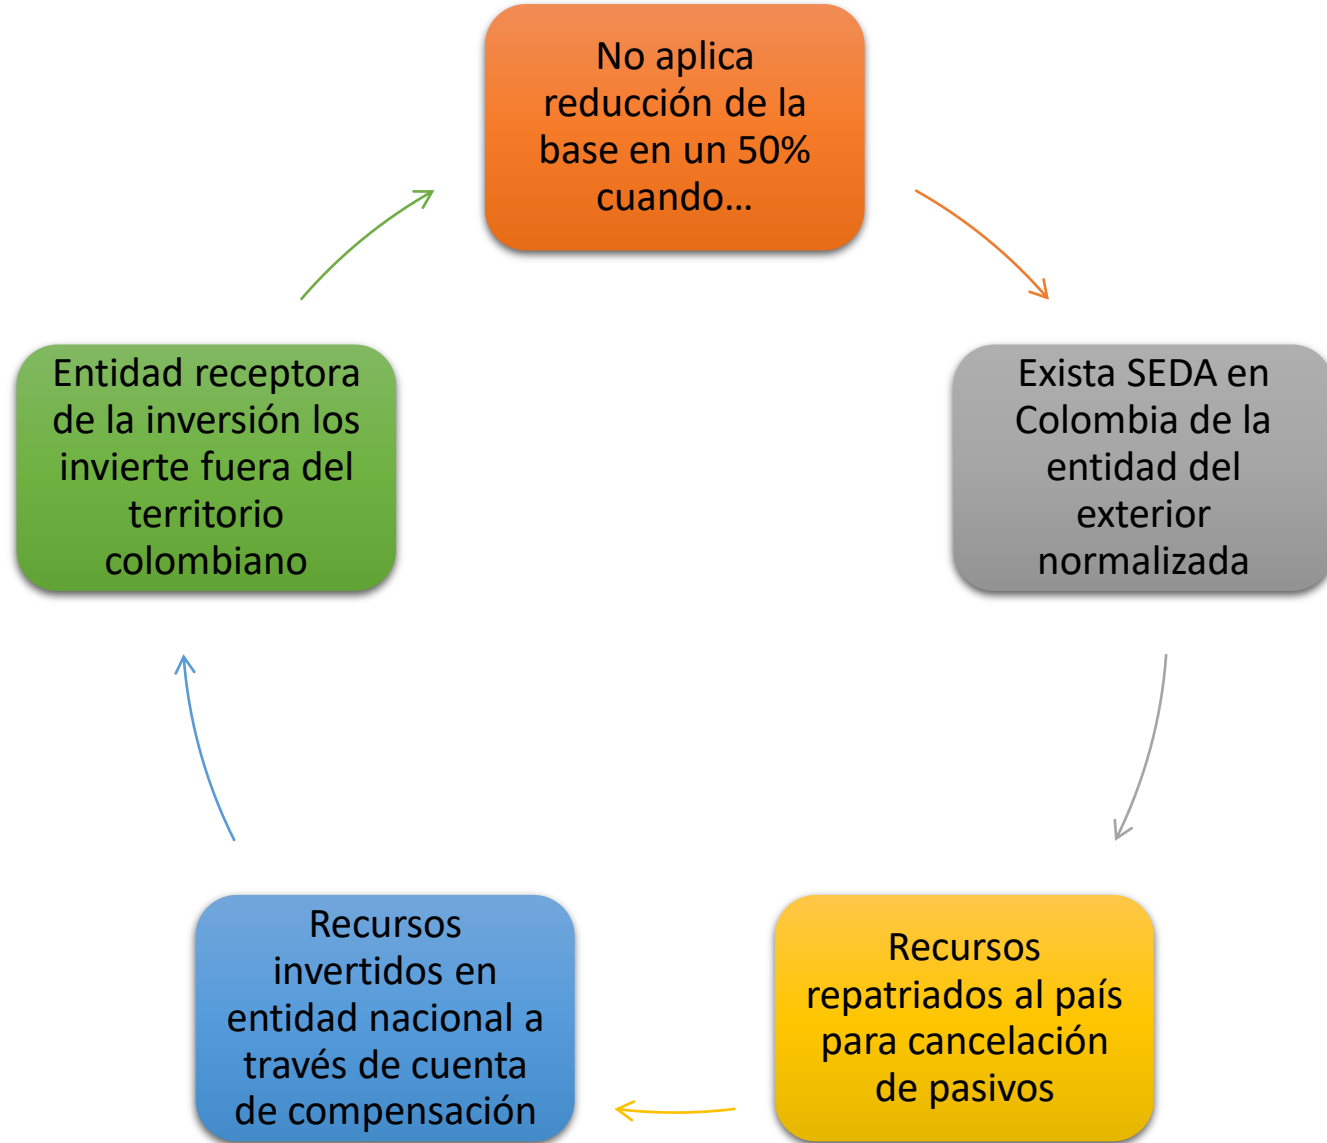 No aplica
reducción de la
base en un 50%
cuando...
Exista SEDA en
Colombia de la
entidad del
exterior
normalizada
Recursos
repatriados al país
para cancelación
de pasivos
Recursos
invertidos en
entidad nacional a
través de cuenta
de compensación
Entidad receptora
de la inversión los
invierte fuera del
territorio
colombiano